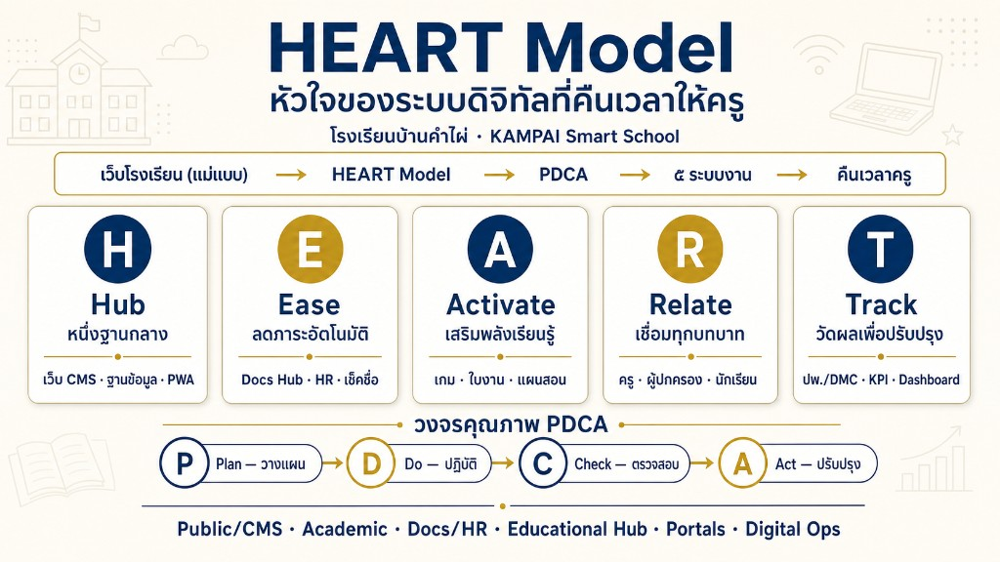 HEART Model
หัวใจของระบบดิจิทัลที่คืนเวลาให้ครู
โรงเรียนบ้านคำไผ่ · KAMPAI Smart School
เว็บโรงเรียน (แม่แบบ) → HEART Model → PDCA → ๕ ระบบงาน → คืนเวลาครู
H
Hub
หนึ่งฐานกลาง
เว็บ CMS · ฐานข้อมูล · PWA
E
Ease
ลดภาระอัตโนมัติ
Docs Hub · HR · เช็คชื่อ
A
Activate
เสริมพลังเรียนรู้
เกม · ใบงาน · แผนสอน
R
Relate
เชื่อมทุกบทบาท
ครู · ผู้ปกครอง · นักเรียน
T
Track
วัดผลเพื่อปรับปรุง
ปพ./DMC · KPI · Dashboard
วงจรคุณภาพ PDCA
P Plan — วางแผน → D Do — ปฏิบัติ → C Check — ตรวจสอบ → A Act — ปรับปรุง
Public/CMS · Academic · Docs/HR · Educational Hub · Portals · Digital Ops